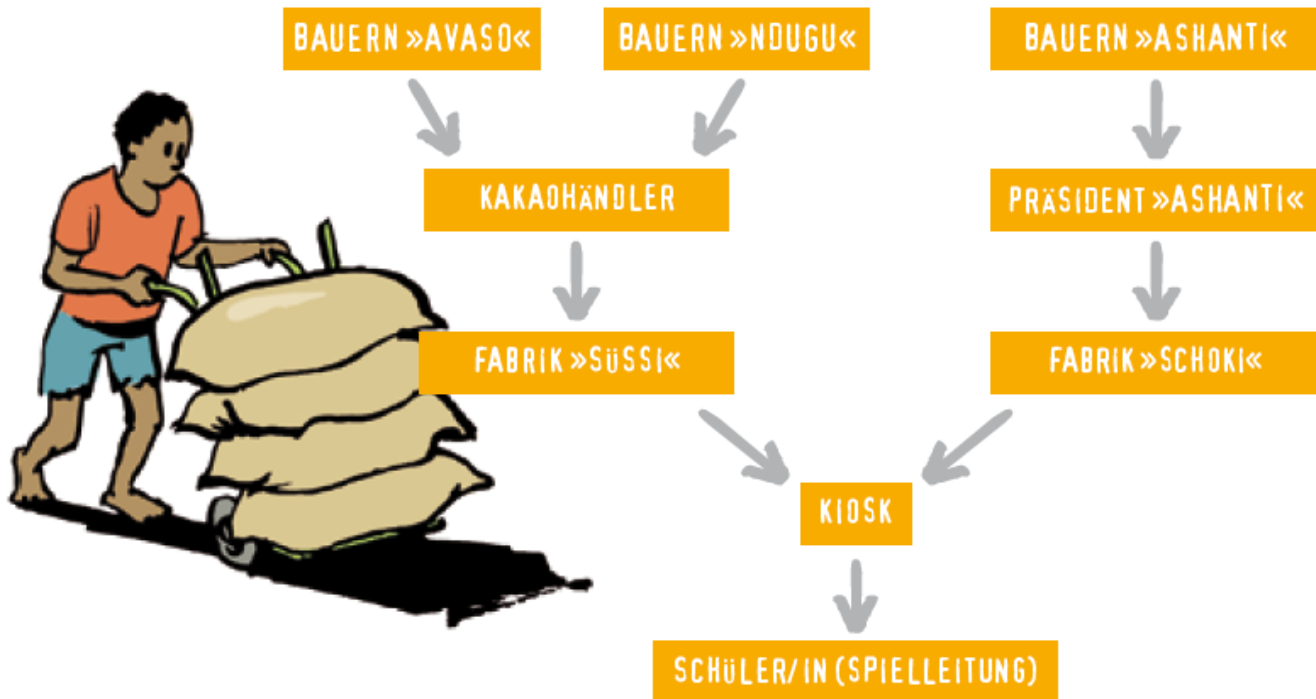 BAUERN »AVASO«
BAUERN »NDUGU«
BAUERN »ASHANTI«
KAKAOHÄNDLER
PRÄSIDENT »ASHANTI«
FABRIK »SÜSSI«
FABRIK »SCHOKI«
KIOSK
SCHÜLER/IN (SPIELLEITUNG)